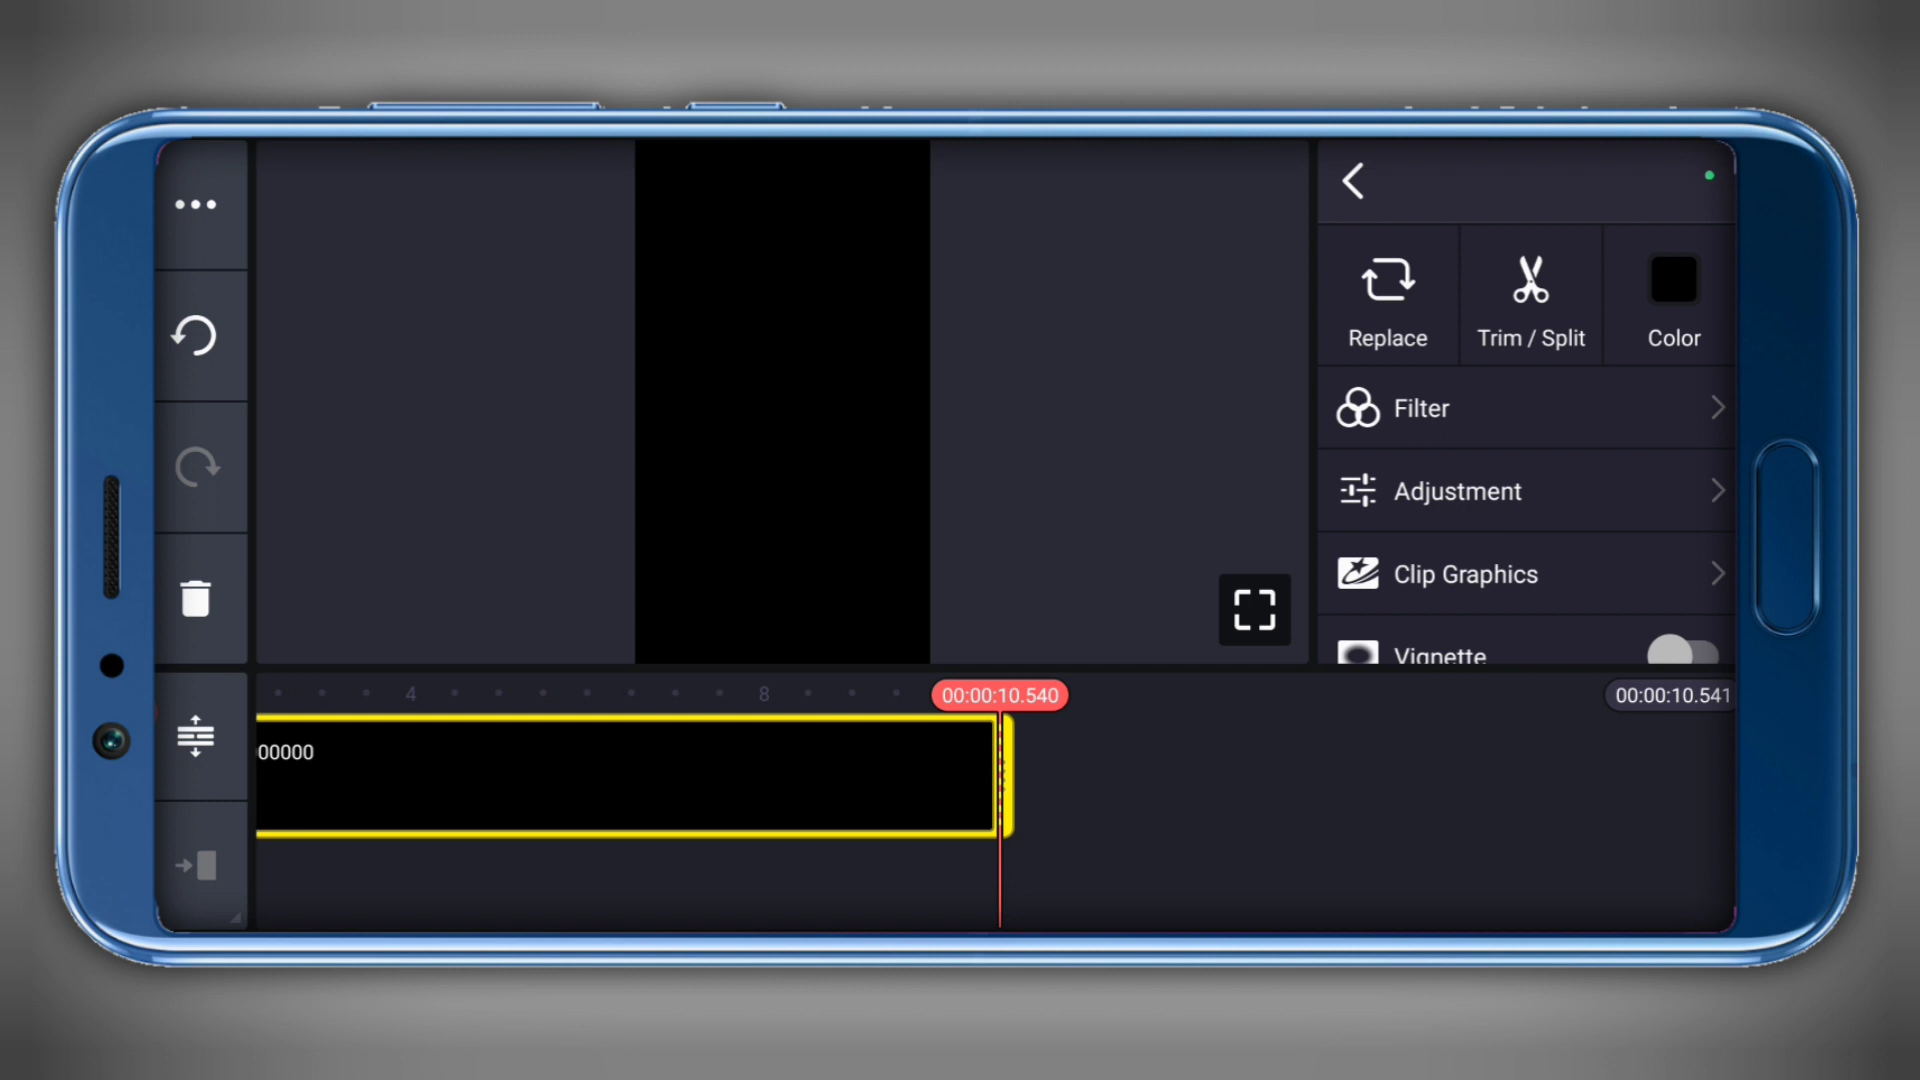 Replace
Trim / Split
Color
Filter
Adjustment
Clip Graphics
Vignette
4
8
00:00:10.540
00:00:10.541
00000